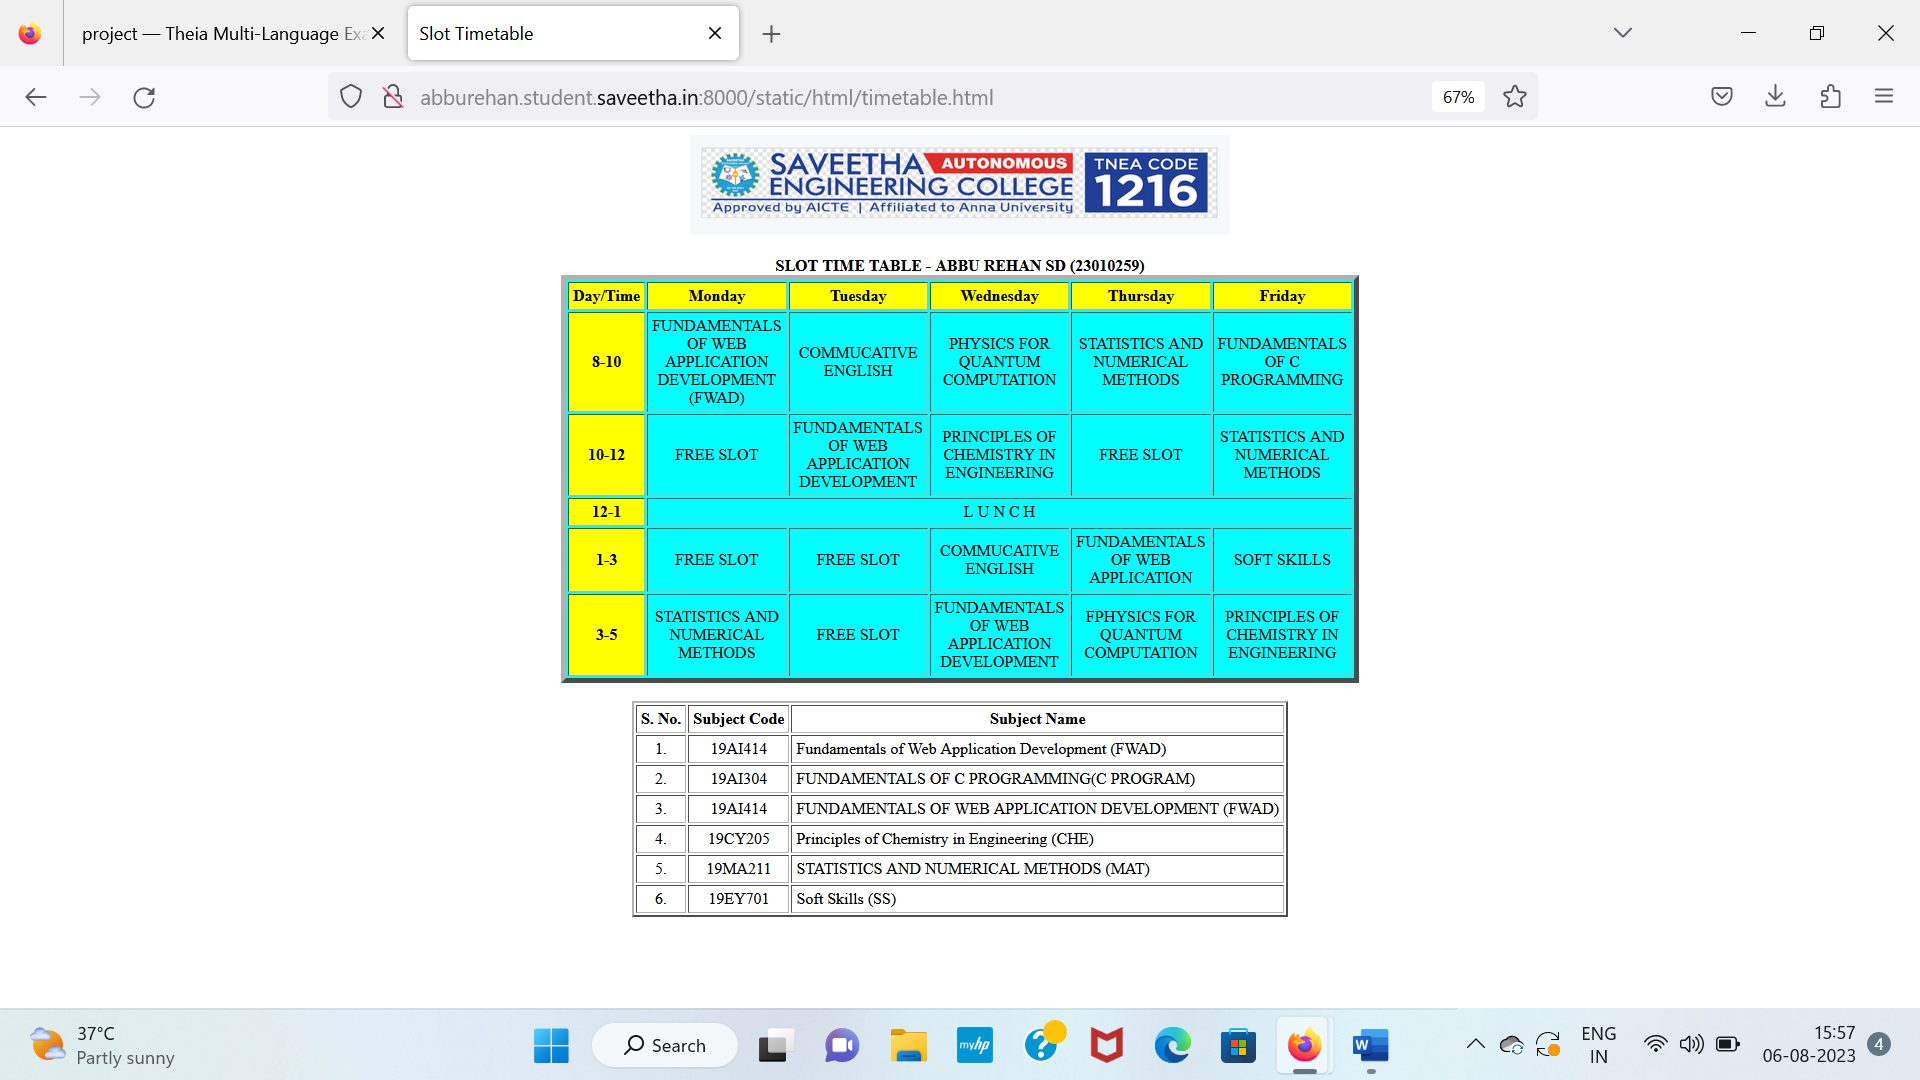 project — Theia Multi-Language Exa
Slot Timetable
abburehan.student.saveetha.in:8000/static/html/timetable.html
67%
SAVEETHA AUTONOMOUS
ENGINEERING COLLEGE
Approved by AICTE | Affiliated to Anna University
TNEA CODE
1216
SLOT TIME TABLE - ABBU REHAN SD (23010259)
Day/Time Monday Tuesday Wednesday Thursday Friday
8-10
FUNDAMENTALS
OF WEB
APPLICATION
DEVELOPMENT
(FWAD)
COMMUCATIVE
ENGLISH
PHYSICS FOR
QUANTUM
COMPUTATION
STATISTICS AND
NUMERICAL
METHODS
FUNDAMENTALS
OF C
PROGRAMMING
10-12
FREE SLOT
FUNDAMENTALS
OF WEB
APPLICATION
DEVELOPMENT
PRINCIPLES OF
CHEMISTRY IN
ENGINEERING
FREE SLOT
STATISTICS AND
NUMERICAL
METHODS
12-1
L U N C H
1-3
FREE SLOT
FREE SLOT
COMMUCATIVE
ENGLISH
FUNDAMENTALS
OF WEB
APPLICATION
SOFT SKILLS
3-5
STATISTICS AND
NUMERICAL
METHODS
FREE SLOT
FUNDAMENTALS
OF WEB
APPLICATION
DEVELOPMENT
FPHYSICS FOR
QUANTUM
COMPUTATION
PRINCIPLES OF
CHEMISTRY IN
ENGINEERING
S. No. Subject Code Subject Name
1. 19AI414 Fundamentals of Web Application Development (FWAD)
2. 19AI304 FUNDAMENTALS OF C PROGRAMMING(C PROGRAM)
3. 19AI414 FUNDAMENTALS OF WEB APPLICATION DEVELOPMENT (FWAD)
4. 19CY205 Principles of Chemistry in Engineering (CHE)
5. 19MA211 STATISTICS AND NUMERICAL METHODS (MAT)
6. 19EY701 Soft Skills (SS)
37°C
Partly sunny
Search
myhp
W
ENG
IN
15:57
06-08-2023
4